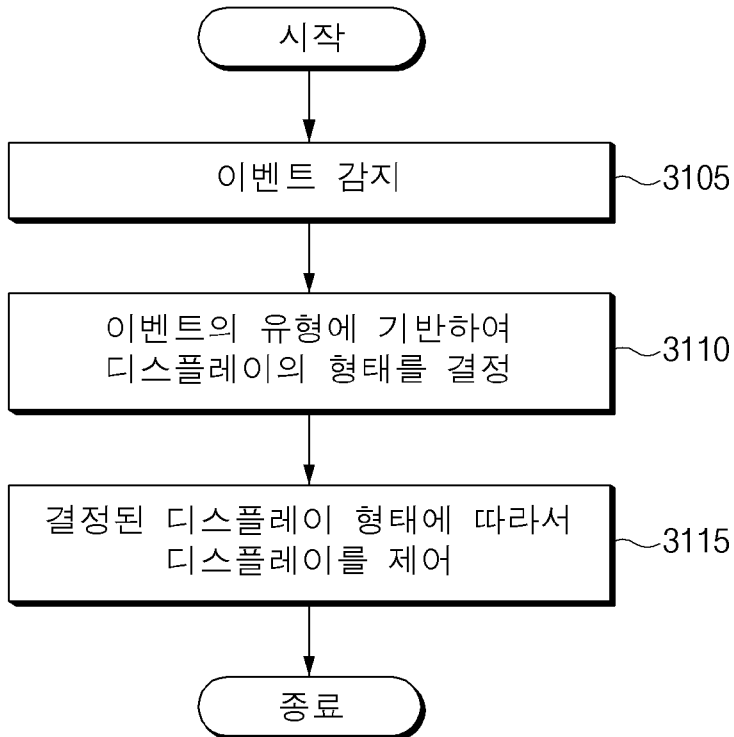 시작
이벤트 감지
3105
이벤트의 유형에 기반하여
디스플레이의 형태를 결정
3110
결정된 디스플레이 형태에 따라서
디스플레이를 제어
3115
종료